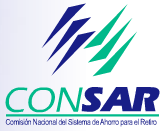 CONSAR
Comisión Nacional del Sistema de Ahorro para el Retiro